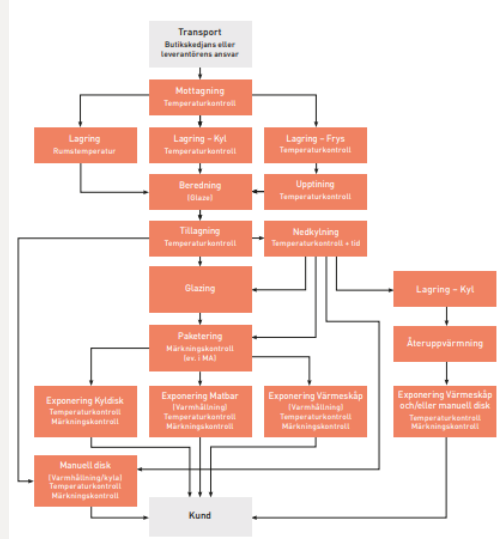 Transport
Butikskedjans eller
leverantörens ansvar
Mottagning
Temperaturkontroll
Lagring
Rumstemperatur
Lagring – Kyl
Temperaturkontroll
Lagring – Frys
Temperaturkontroll
Beredning
(Glaze)
Upptining
Temperaturkontroll
Tillagning
Temperaturkontroll
Nedkylning
Temperaturkontroll + tid
Glazing
Lagring – Kyl
Paketering
Märkningskontroll
(ev. i MA)
Återuppvärmning
Exponering Kyldisk
Temperaturkontroll
Märkningskontroll
Exponering Matbar
(Varmhållning)
Temperaturkontroll
Märkningskontroll
Exponering Värmeskåp
(Varmhållning)
Temperaturkontroll
Märkningskontroll
Exponering Värmeskåp
och/eller manuell disk
Temperaturkontroll
Märkningskontroll
Manuell disk
(Varmhållning/kyla)
Temperaturkontroll
Märkningskontroll
Kund